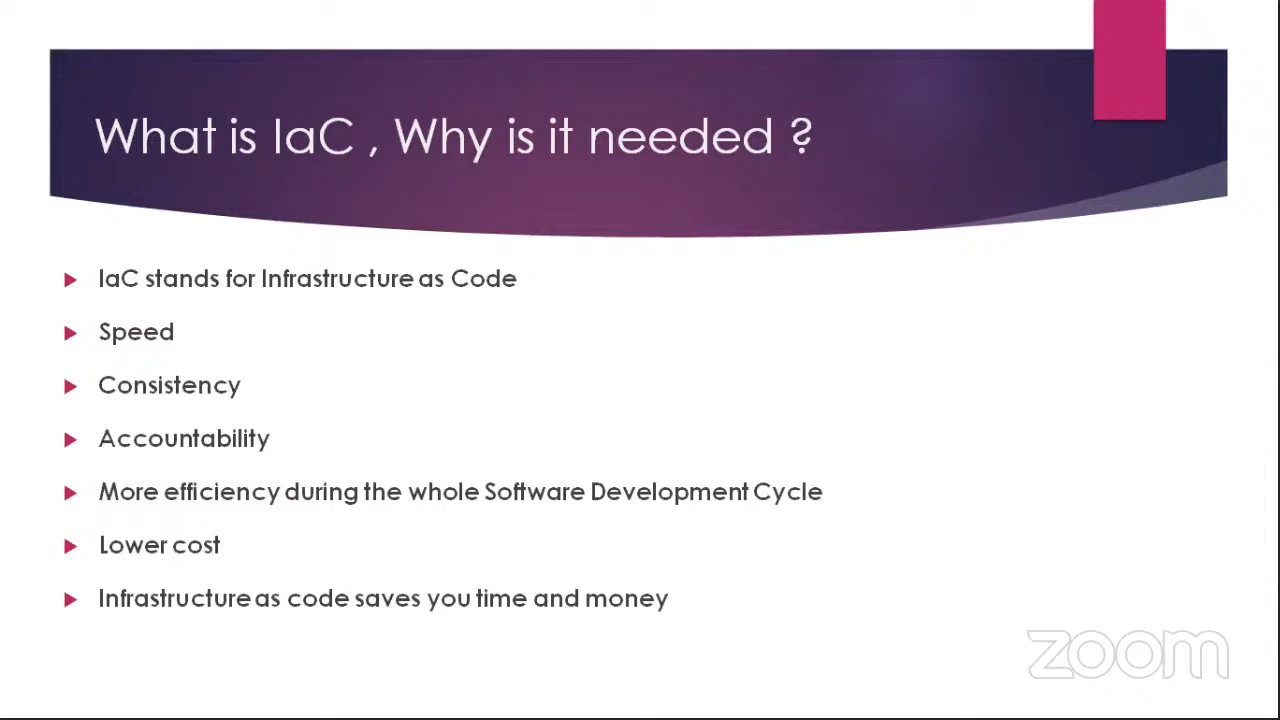 What is IaC , Why is it needed ?
IaC stands for Infrastructure as Code
Speed
Consistency
Accountability
More efficiency during the whole Software Development Cycle
Lower cost
Infrastructure as code saves you time and money
zoom